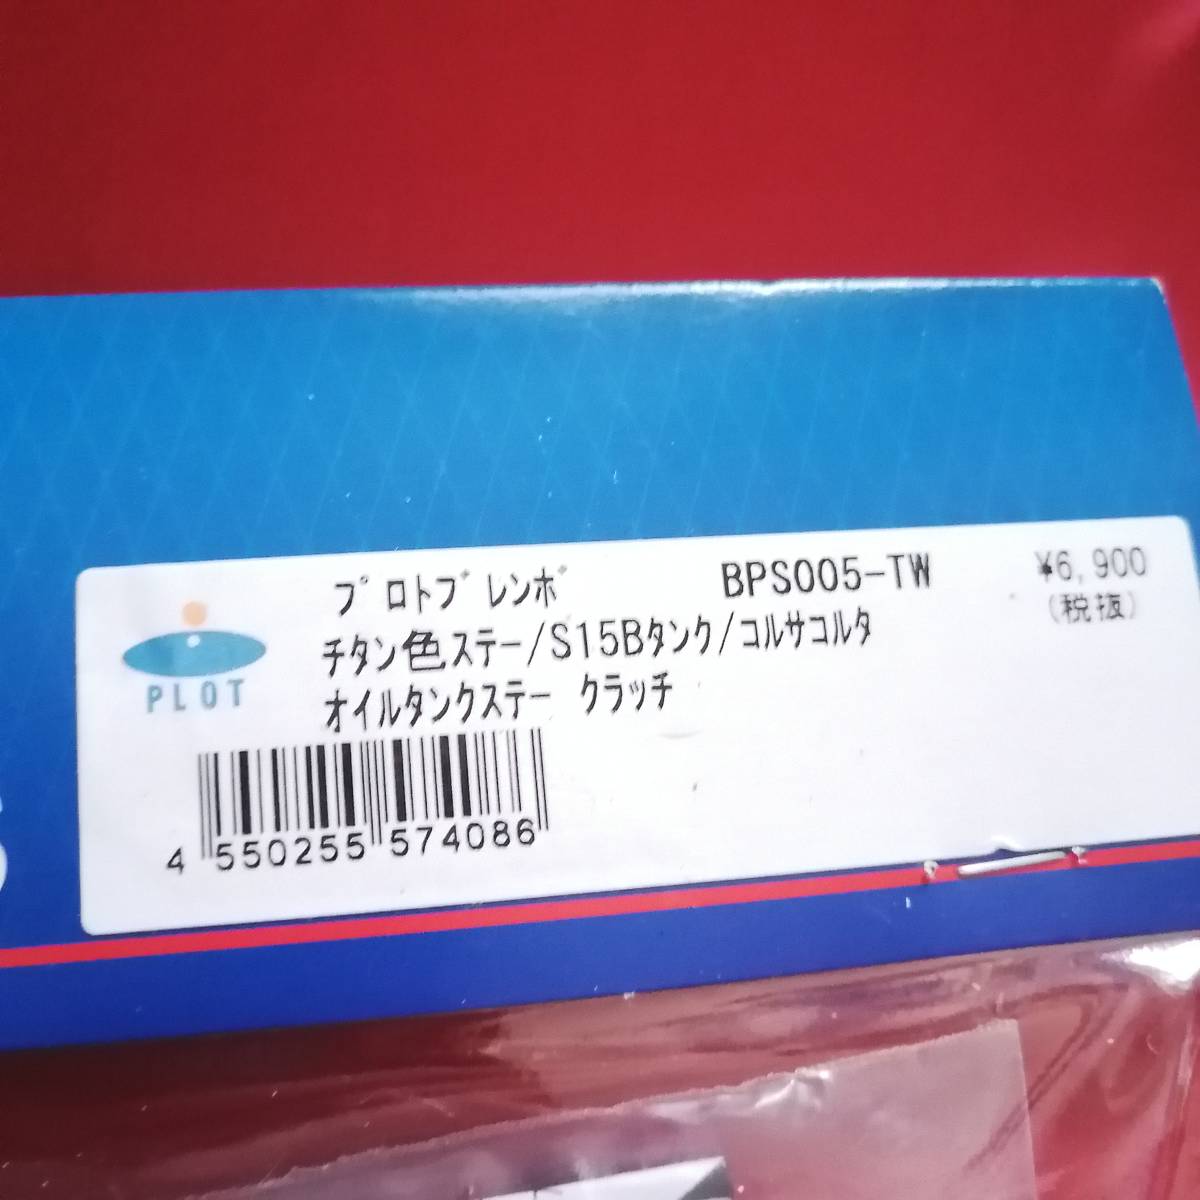 ﾌﾟﾛﾄﾌﾞﾚﾝﾎﾞ BPS005-TW ¥6,900
ﾁﾀﾝ色ｽﾃｰ/S15Bﾀﾝｸ/ｺﾙｻｺﾙﾀ (税抜)
ｵｲﾙﾀﾝｸｽﾃｰ ｸﾗｯﾁ
PLOT
4 550255 574086